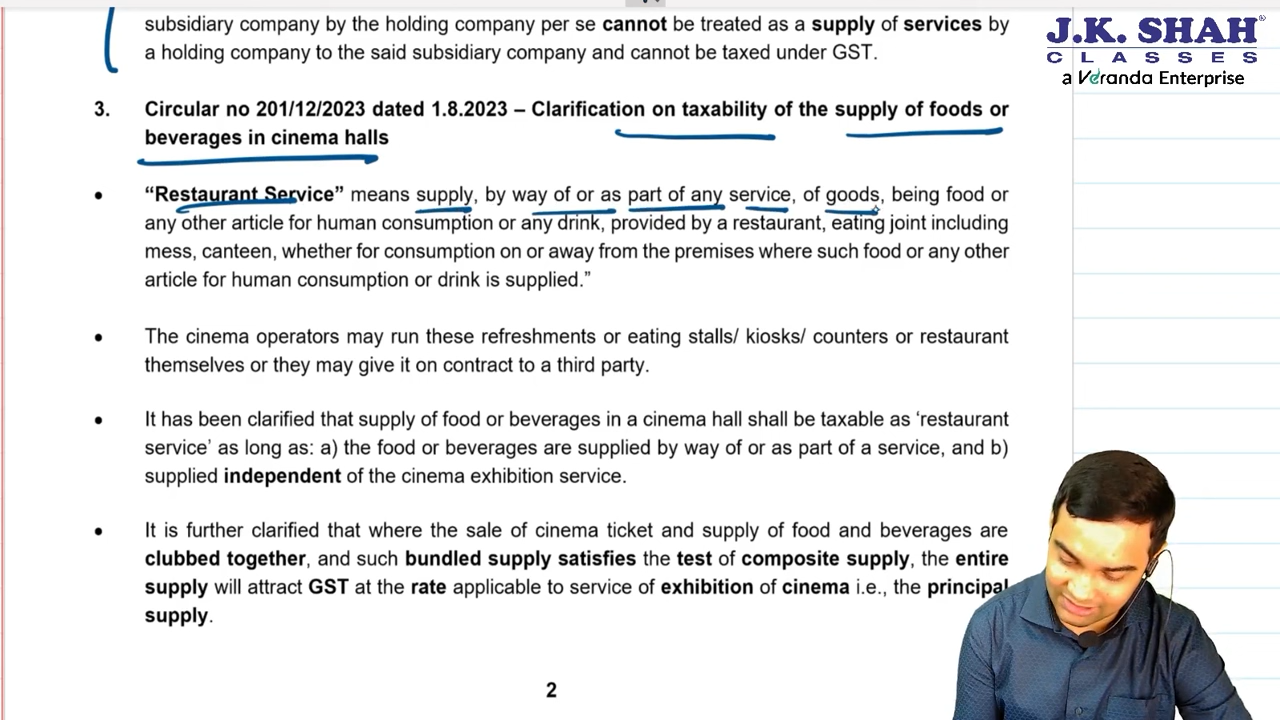 subsidiary company by the holding company per se cannot be treated as a supply of services by
a holding company to the said subsidiary company and cannot be taxed under GST.
J.K. SHAH®
CLASSES
a Veranda Enterprise
3. Circular no 201/12/2023 dated 1.8.2023 – Clarification on taxability of the supply of foods or
beverages in cinema halls
• “Restaurant Service” means supply, by way of or as part of any service, of goods, being food or
any other article for human consumption or any drink, provided by a restaurant, eating joint including
mess, canteen, whether for consumption on or away from the premises where such food or any other
article for human consumption or drink is supplied.”
• The cinema operators may run these refreshments or eating stalls/ kiosks/ counters or restaurant
themselves or they may give it on contract to a third party.
• It has been clarified that supply of food or beverages in a cinema hall shall be taxable as ‘restaurant
service’ as long as: a) the food or beverages are supplied by way of or as part of a service, and b)
supplied independent of the cinema exhibition service.
• It is further clarified that where the sale of cinema ticket and supply of food and beverages are
clubbed together, and such bundled supply satisfies the test of composite supply, the entire
supply will attract GST at the rate applicable to service of exhibition of cinema i.e., the principal
supply.
2